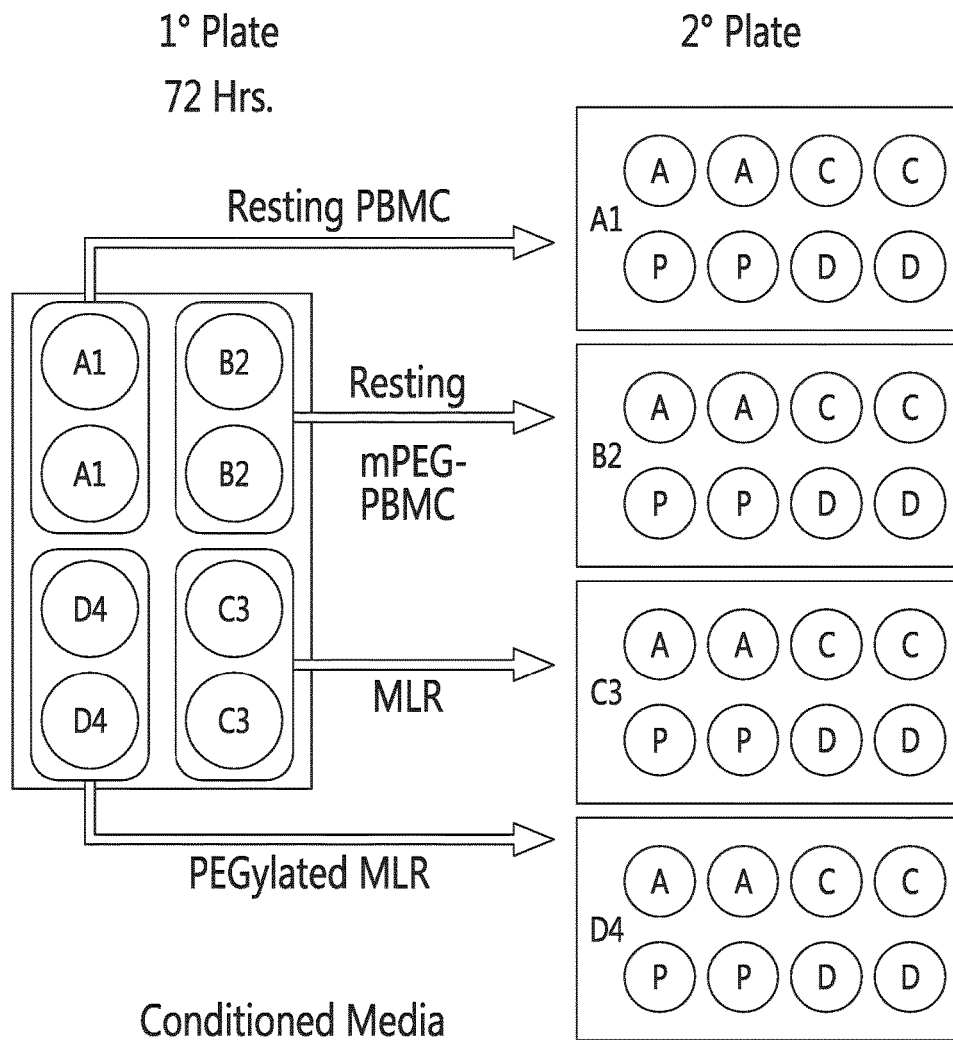 1° Plate
72 Hrs.
2° Plate
Resting PBMC
A1 B2
A1 B2
D4 C3
D4 C3
Resting
mPEG-
PBMC
MLR
PEGylated MLR
Conditioned Media
A1
A A C C
P P D D
B2
A A C C
P P D D
C3
A A C C
P P D D
D4
A A C C
P P D D